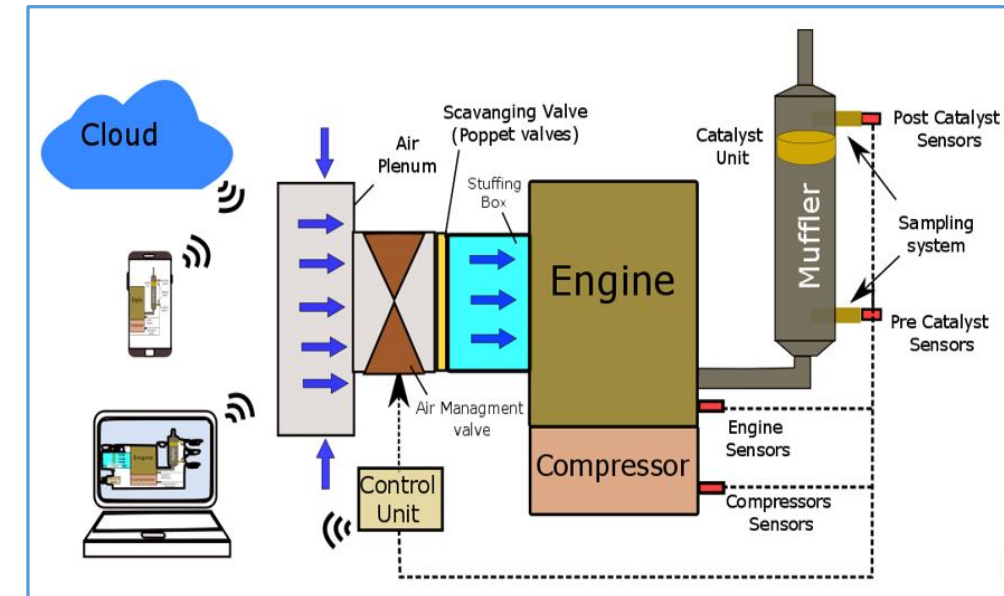 Cloud
Air
Plenum
Scavanging Valve
(Poppet valves)
Stuffing
Box
Catalyst
Unit
Post Catalyst
Sensors
Sampling
system
Muffler
Engine
Pre Catalyst
Sensors
Air Managment
valve
Engine
Sensors
Compressor
Control
Unit
Compressors
Sensors
Engine